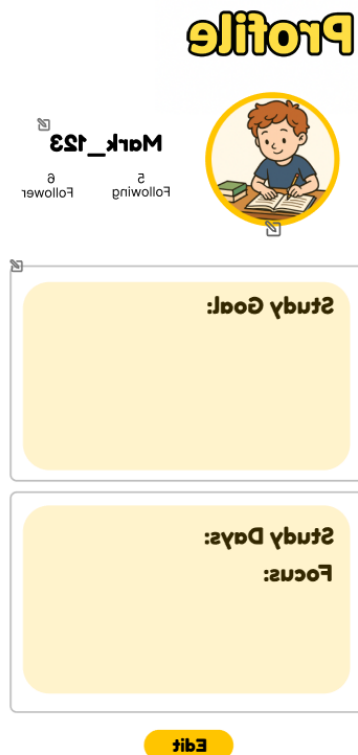 Profile
Mark_123
5 6
Following Follower
Study Goal:
Study Days:
Focus:
Edit